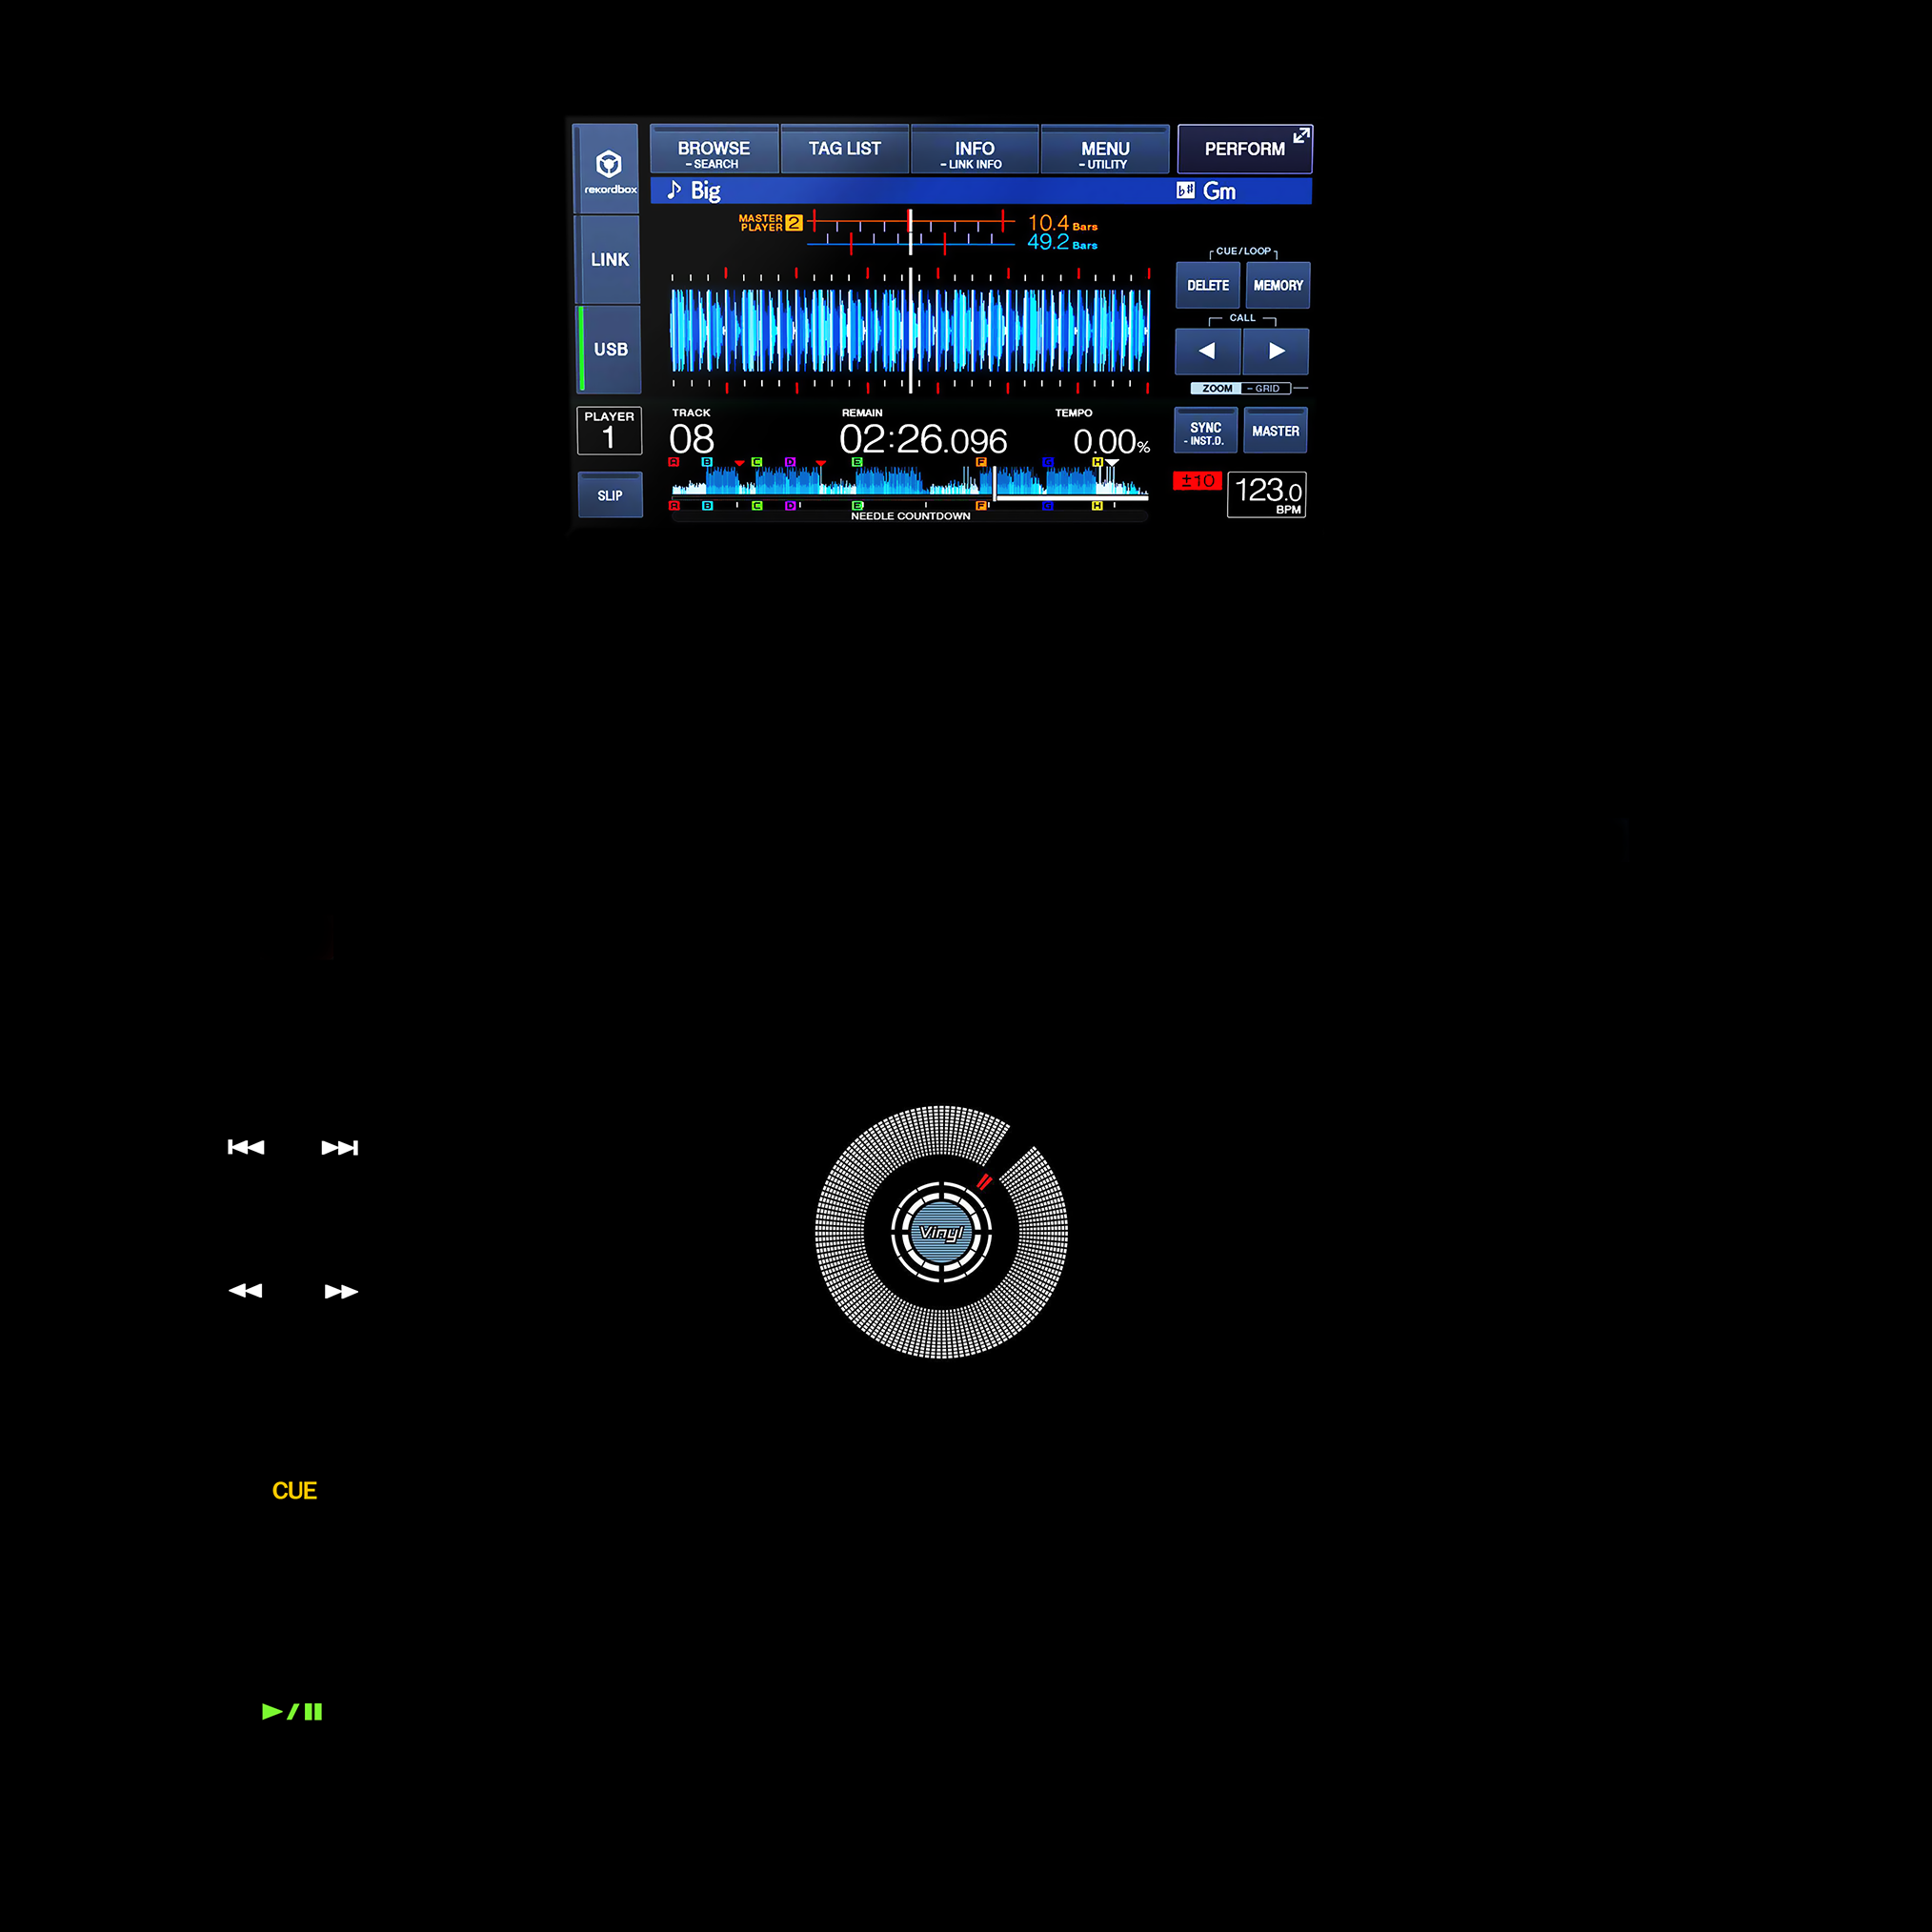 rekordbox
BROWSE
- SEARCH
TAG LIST
INFO
- LINK INFO
MENU
- UTILITY
PERFORM
♪ Big
b# Gm
LINK
MASTER
PLAYER 2
10.4 Bars
49.2 Bars
CUE/LOOP
DELETE MEMORY
USB
CALL
ZOOM - GRID
PLAYER
1
TRACK
08
REMAIN
02:26.096
TEMPO
0.00%
SYNC
- INST.D.
MASTER
A B C D E F G H
SLIP
±10
123.0
BPM
A B C D E F G H
NEEDLE COUNTDOWN
Vinyl
CUE